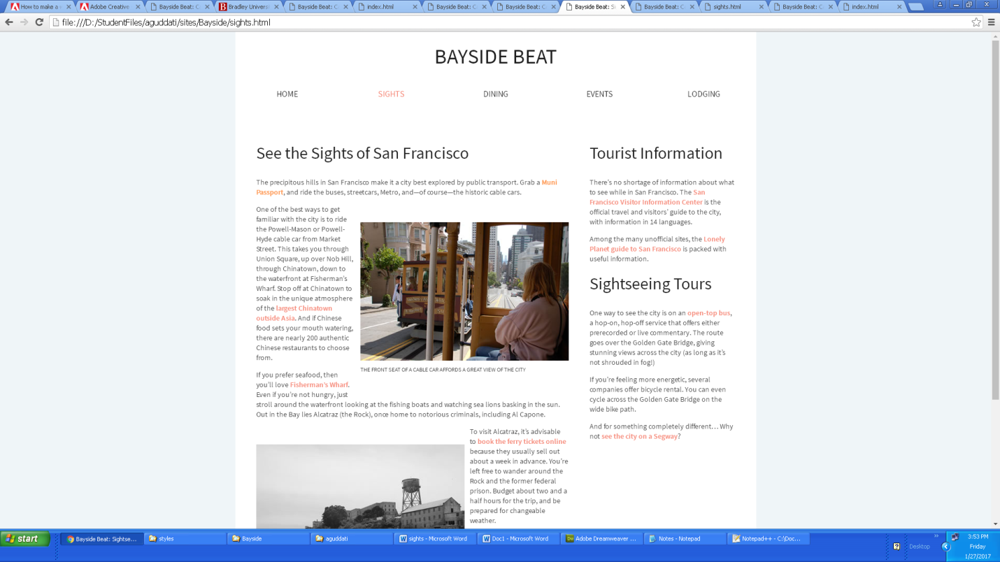 How to make a
Adobe Creative
Bayside Beat: C
Bradley Univers
Bayside Beat: C
index.html
Bayside Beat: C
Bayside Beat: C
Bayside Beat: S
Bayside Beat: C
sights.html
Bayside Beat: C
index.html
file:///D:/StudentFiles/aguddati/sites/Bayside/sights.html
BAYSIDE BEAT
HOME
SIGHTS
DINING
EVENTS
LODGING
See the Sights of San Francisco
The precipitous hills in San Francisco make it a city best explored by public transport. Grab a Muni
Passport, and ride the buses, streetcars, Metro, and—of course—the historic cable cars.
One of the best ways to get
familiar with the city is to ride
the Powell-Mason or Powell-
Hyde cable car from Market
Street. This takes you through
Union Square, up over Nob Hill,
through Chinatown, down to
the waterfront at Fisherman’s
Wharf. Stop off at Chinatown to
soak in the unique atmosphere
of the largest Chinatown
outside Asia. And if Chinese
food sets your mouth watering,
there are nearly 200 authentic
Chinese restaurants to choose
from.
THE FRONT SEAT OF A CABLE CAR AFFORDS A GREAT VIEW OF THE CITY
If you prefer seafood, then
you’ll love Fisherman’s Wharf.
Even if you’re not hungry, just
stroll around the waterfront looking at the fishing boats and watching sea lions basking in the sun.
Out in the Bay lies Alcatraz (the Rock), once home to notorious criminals, including Al Capone.
To visit Alcatraz, it’s advisable
to book the ferry tickets online
because they usually sell out
about a week in advance. You’re
left free to wander around the
Rock and the former federal
prison. Budget about two and a
half hours for the trip, and be
prepared for changeable
weather.
Tourist Information
There’s no shortage of information about what
to see while in San Francisco. The San
Francisco Visitor Information Center is the
official travel and visitors’ guide to the city,
with information in 14 languages.
Among the many unofficial sites, the Lonely
Planet guide to San Francisco is packed with
useful information.
Sightseeing Tours
One way to see the city is on an open-top bus,
a hop-on, hop-off service that offers either
prerecorded or live commentary. The route
goes over the Golden Gate Bridge, giving
stunning views across the city (as long as it’s
not shrouded in fog!)
If you’re feeling more energetic, several
companies offer bicycle rental. You can even
cycle across the Golden Gate Bridge on the
wide bike path.
And for something completely different… Why
not see the city on a Segway?
start
Bayside Beat: Sightse...
styles
Bayside
aguddati
sights - Microsoft Word
Doc1 - Microsoft Word
Adobe Dreamweaver ...
Notes - Notepad
Notepad++ - C:\Doc...
Desktop
3:53 PM
Friday
1/27/2017